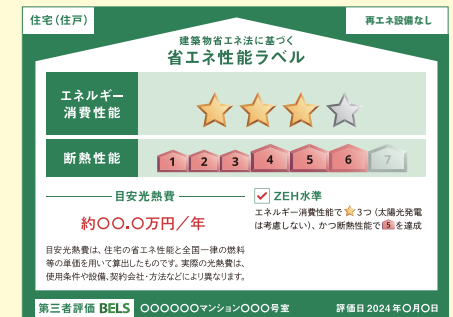 住宅(住戸)
再エネ設備なし
建築物省エネ法に基づく
省エネ性能ラベル
エネルギー
消費性能
断熱性能
1 2 3 4 5 6 7
目安光熱費
約〇〇.〇万円/年
目安光熱費は、住宅の省エネ性能と全国一律の燃料
等の単価を用いて算出したものです。実際の光熱費は、
使用条件や設備、契約会社・方法などにより異なります。
ZEH水準
エネルギー消費性能で★3つ(太陽光発電
は考慮しない)、かつ断熱性能で5を達成
第三者評価 BELS 〇〇〇〇〇〇マンション〇〇〇号室 評価日2024年〇月〇日